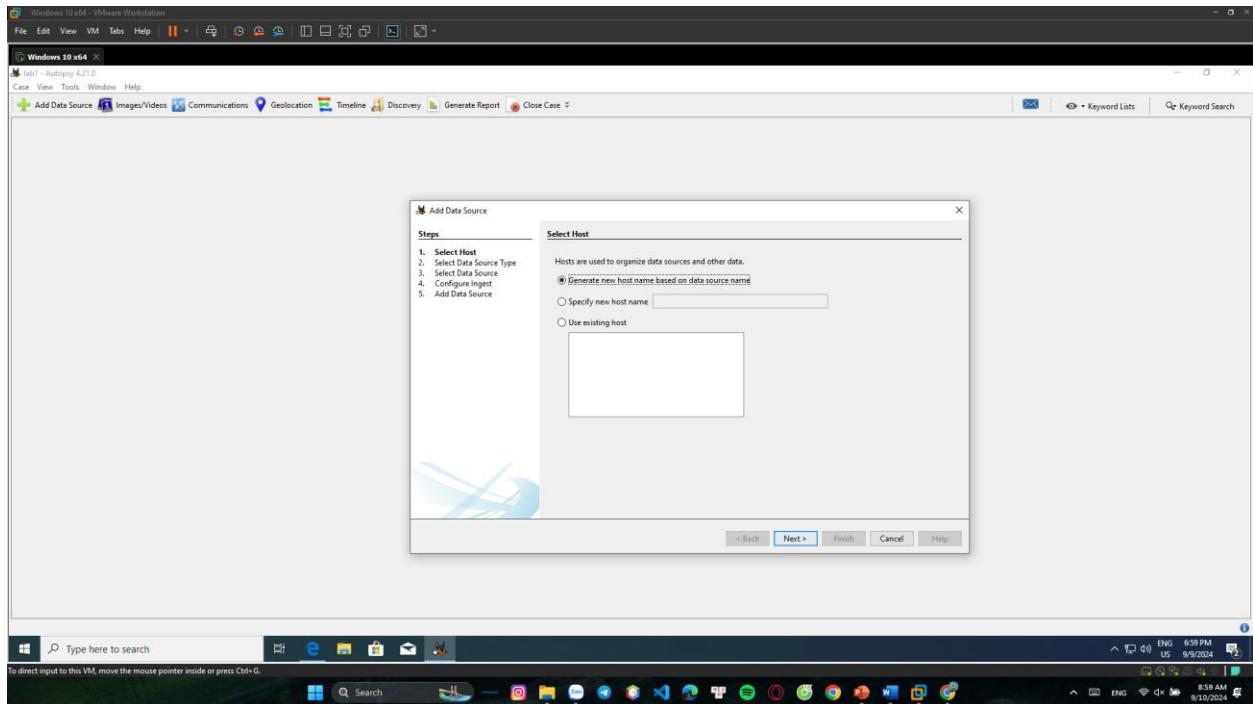 Windows 10 x64 - VMware Workstation
File Edit View VM Tabs Help
Windows 10 x64
lab1 - Autopsy 4.21.0
Case View Tools Window Help
Add Data Source Images/Videos Communications Geolocation Timeline Discovery Generate Report Close Case Keyword Lists Keyword Search
Add Data Source
Steps
1. Select Host
2. Select Data Source Type
3. Select Data Source
4. Configure Ingest
5. Add Data Source
Select Host
Hosts are used to organize data sources and other data.
Generate new host name based on data source name
Specify new host name
Use existing host
< Back Next > Finish Cancel Help
Type here to search
ENG 6:59 PM
US 9/9/2024
To direct input to this VM, move the mouse pointer inside or press Ctrl+G.
Search
ENG
8:59 AM
9/10/2024